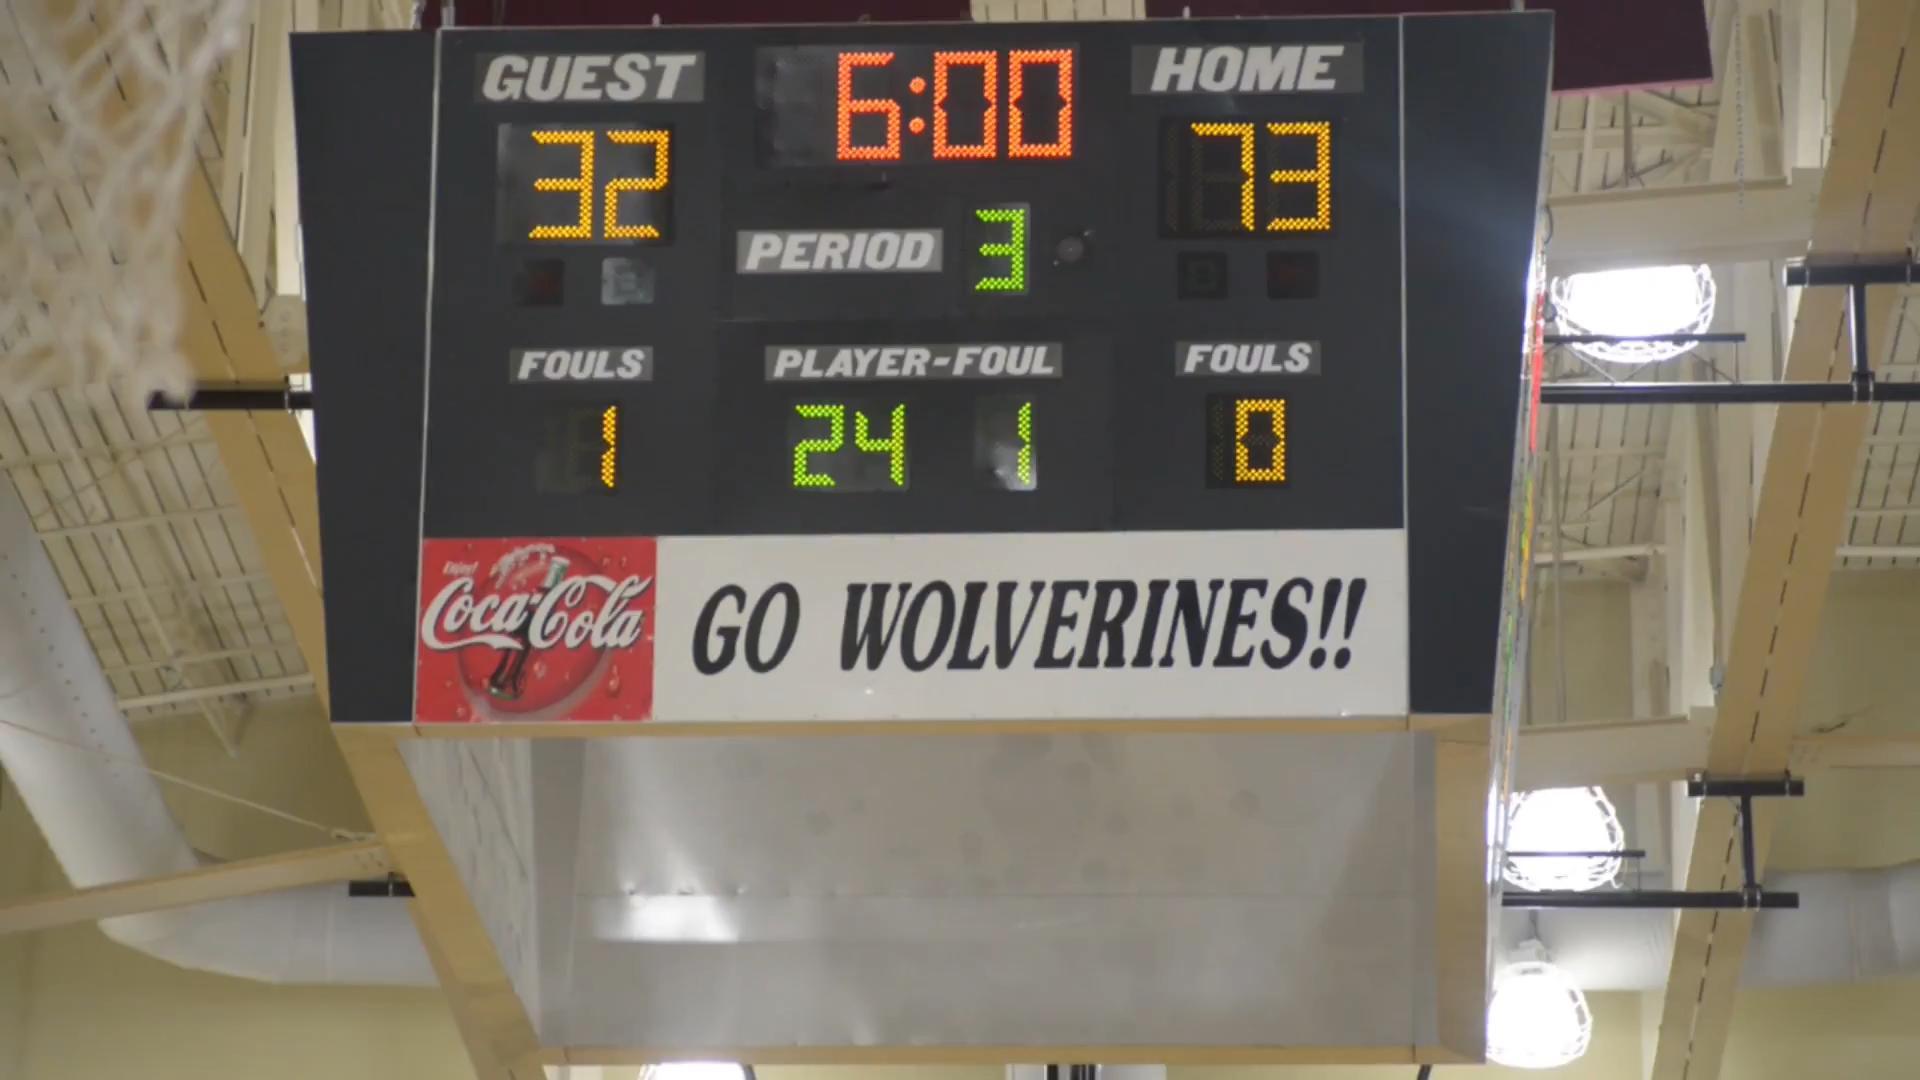 GUEST 6:00 HOME
32 73
PERIOD 3
FOULS PLAYER-FOUL FOULS
1 24 1 0
Enjoy!
Coca-Cola
GO WOLVERINES!!